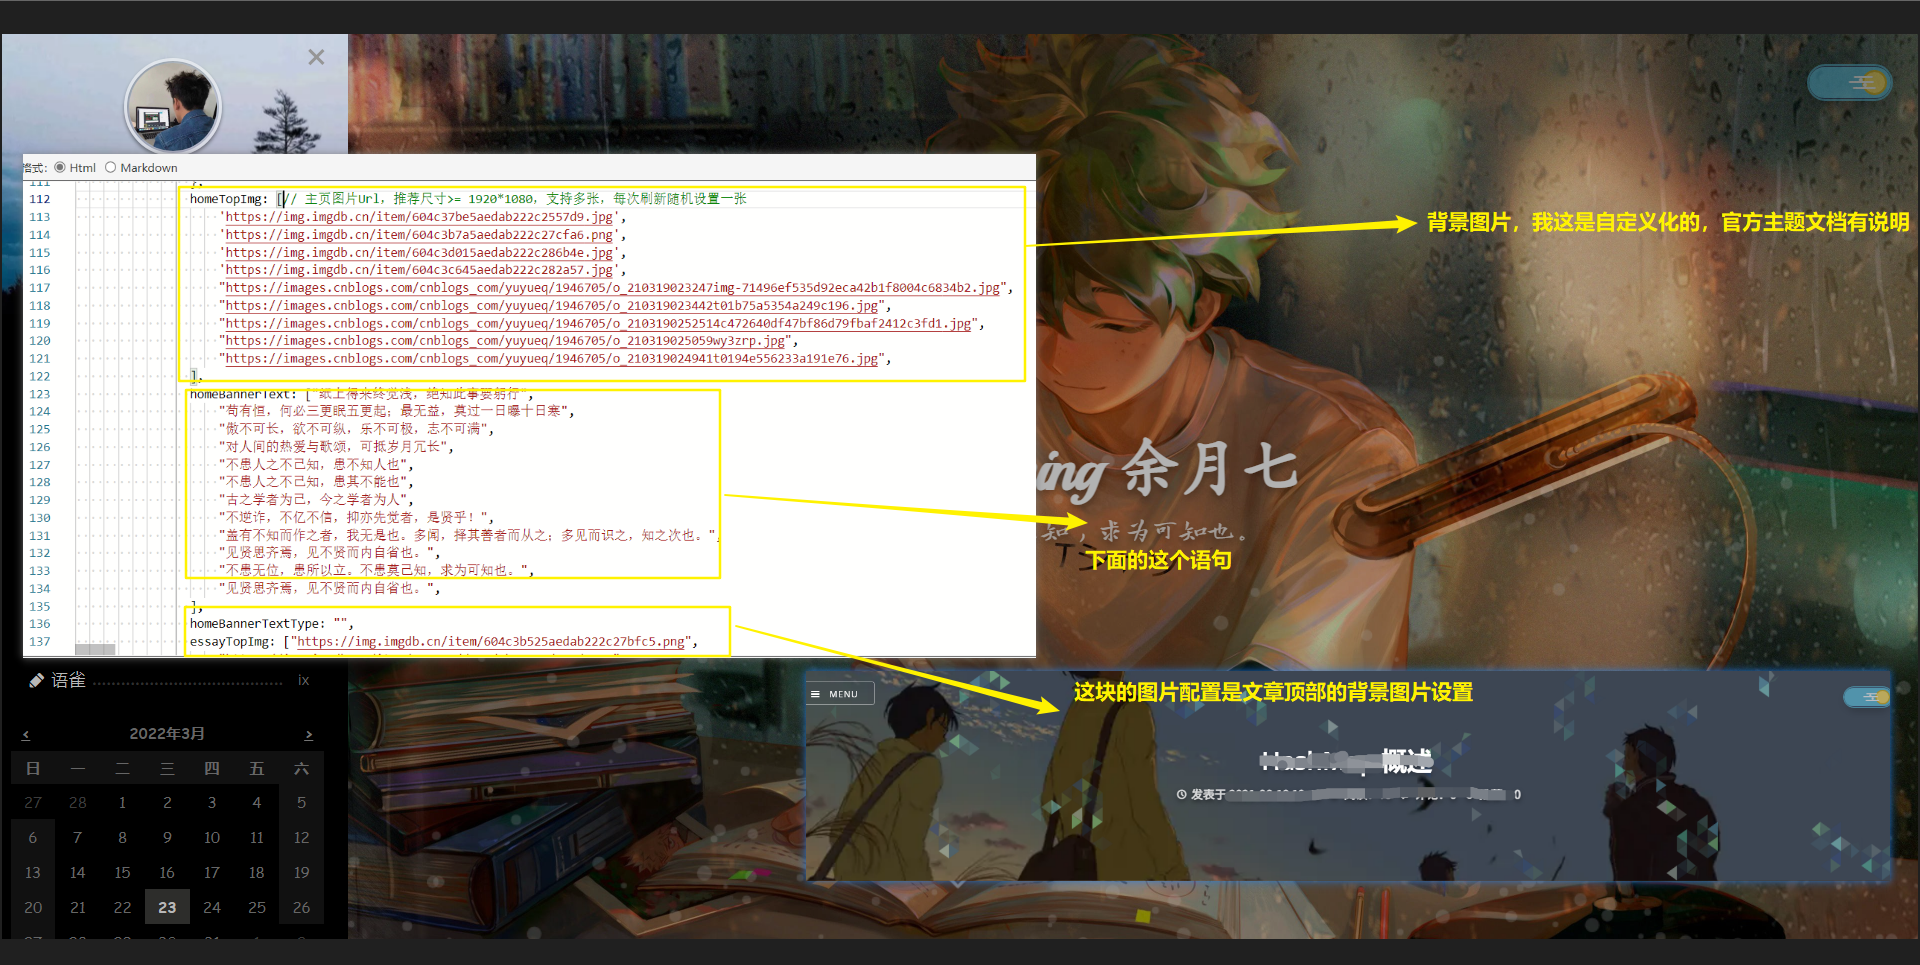 格式: Html Markdown
111 },
112 homeTopImg: [// 主页图片Url，推荐尺寸>= 1920*1080，支持多张，每次刷新随机设置一张
113 'https://img.imgdb.cn/item/604c37be5aedab222c2557d9.jpg',
114 'https://img.imgdb.cn/item/604c3b7a5aedab222c27cfa6.png',
115 'https://img.imgdb.cn/item/604c3d015aedab222c286b4e.jpg',
116 'https://img.imgdb.cn/item/604c3c645aedab222c282a57.jpg',
117 "https://images.cnblogs.com/cnblogs_com/yuyueq/1946705/o_210319023247img-71496ef535d92eca42b1f8004c6834b2.jpg",
118 "https://images.cnblogs.com/cnblogs_com/yuyueq/1946705/o_210319023442t01b75a5354a249c196.jpg",
119 "https://images.cnblogs.com/cnblogs_com/yuyueq/1946705/o_2103190252514c472640df47bf86d79fbaf2412c3fd1.jpg",
120 "https://images.cnblogs.com/cnblogs_com/yuyueq/1946705/o_210319025059wy3zrp.jpg",
121 "https://images.cnblogs.com/cnblogs_com/yuyueq/1946705/o_210319024941t0194e556233a191e76.jpg",
122 ],
123 homeBannerText: ["纸上得来终觉浅，绝知此事要躬行",
124 "苟有恒，何必三更眠五更起；最无益，莫过一日曝十日寒",
125 "傲不可长，欲不可纵，乐不可极，志不可满",
126 "对人间的热爱与歌颂，可抵岁月冗长",
127 "不患人之不己知，患不知人也",
128 "不患人之不己知，患其不能也",
129 "古之学者为己，今之学者为人",
130 "不逆诈，不亿不信，抑亦先觉者，是贤乎！",
131 "盖有不知而作之者，我无是也。多闻，择其善者而从之；多见而识之，知之次也。",
132 "见贤思齐焉，见不贤而内自省也。",
133 "不患无位，患所以立。不患莫己知，求为可知也。",
134 "见贤思齐焉，见不贤而内自省也。",
135 ],
136 homeBannerTextType: "",
137 essayTopImg: ["https://img.imgdb.cn/item/604c3b525aedab222c27bfc5.png",
背景图片，我这是自定义化的，官方主题文档有说明
ing 余月七
知，求为可知也。
下面的这个语句
语雀 ix
2022年3月
日 一 二 三 四 五 六
27 28 1 2 3 4 5
6 7 8 9 10 11 12
13 14 15 16 17 18 19
20 21 22 23 24 25 26
MENU
这块的图片配置是文章顶部的背景图片设置
概述
发表于
0